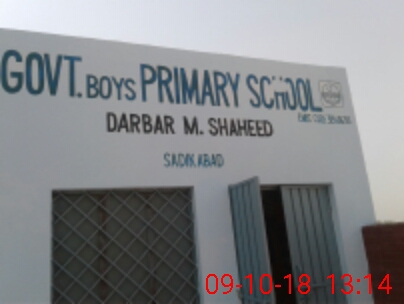 GOVT. BOYS PRIMARY SCHOOL
DARBAR M. SHAHEED
SADIKABAD
09-10-18 13:14